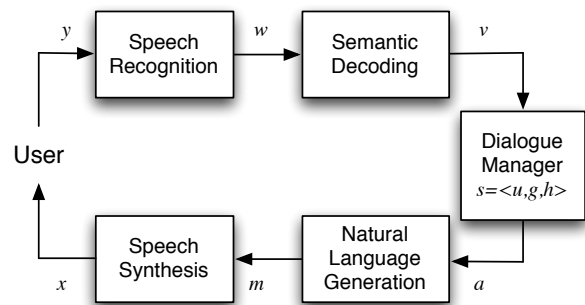 y
Speech
Recognition
w
Semantic
Decoding
v
User
Dialogue
Manager
s=<u,g,h>
x
Speech
Synthesis
m
Natural
Language
Generation
a